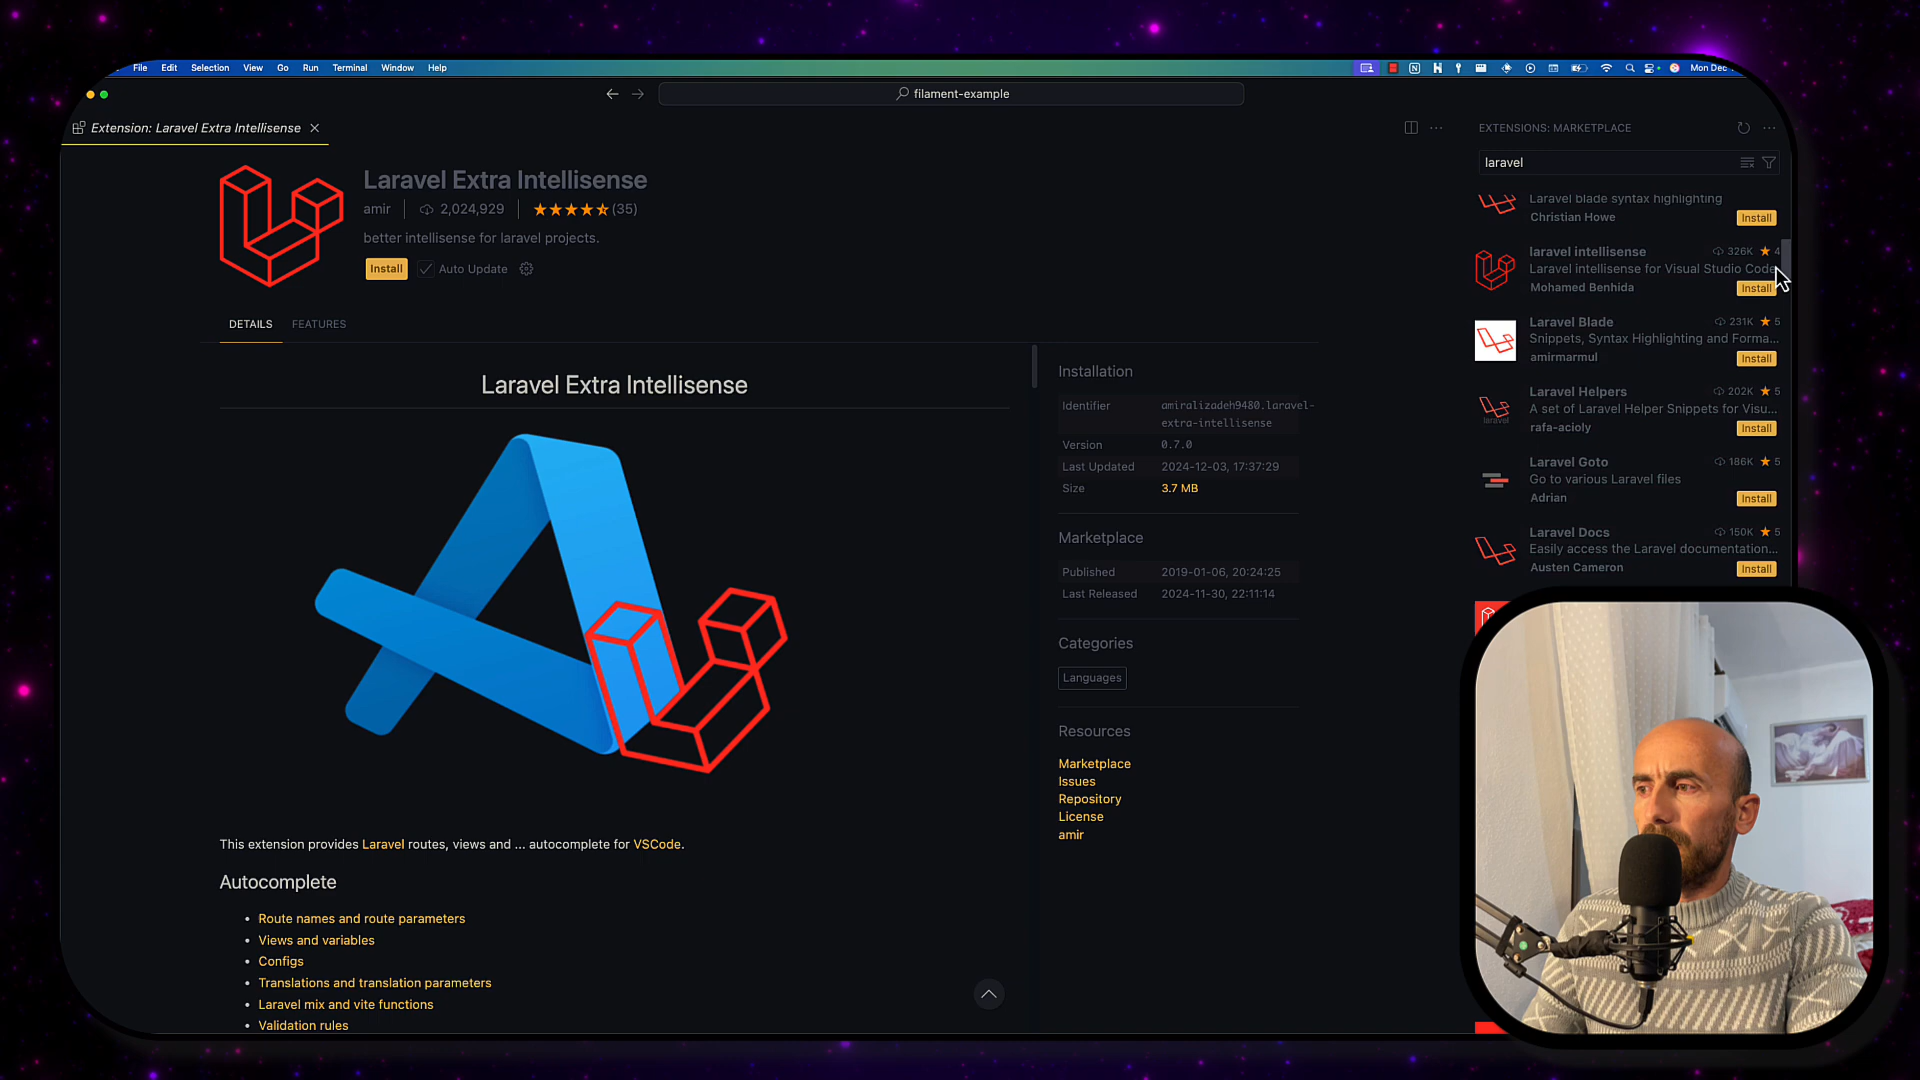 File Edit Selection View Go Run Terminal Window Help
Mon Dec
filament-example
Extension: Laravel Extra Intellisense
Laravel Extra Intellisense
amir 2,024,929 (35)
better intellisense for laravel projects.
Install Auto Update
DETAILS FEATURES
Laravel Extra Intellisense
This extension provides Laravel routes, views and ... autocomplete for VSCode.
Autocomplete
• Route names and route parameters
• Views and variables
• Configs
• Translations and translation parameters
• Laravel mix and vite functions
• Validation rules
Installation
Identifier amiralizadeh9480.laravel-
extra-intellisense
Version 0.7.0
Last Updated 2024-12-03, 17:37:29
Size 3.7 MB
Marketplace
Published 2019-01-06, 20:24:25
Last Released 2024-11-30, 22:11:14
Categories
Languages
Resources
Marketplace
Issues
Repository
License
amir
EXTENSIONS: MARKETPLACE
laravel
Laravel blade syntax highlighting
Christian Howe Install
laravel intellisense 326K 4
Laravel intellisense for Visual Studio Code
Mohamed Benhida Install
Laravel Blade 231K 5
Snippets, Syntax Highlighting and Forma...
amirmarmul Install
Laravel Helpers 202K 5
laravel
A set of Laravel Helper Snippets for Visu...
rafa-acioly Install
Laravel Goto 186K 5
Go to various Laravel files
Adrian Install
Laravel Docs 150K 5
Easily access the Laravel documentation...
Austen Cameron Install